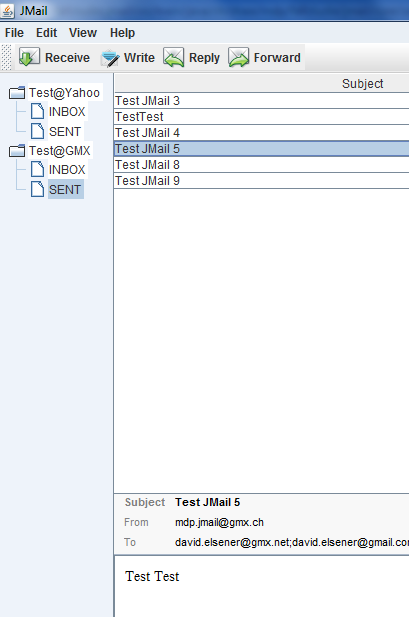 JMail
File Edit View Help
Receive Write Reply Forward
Test@Yahoo
INBOX
SENT
Test@GMX
INBOX
SENT
Subject
Test JMail 3
TestTest
Test JMail 4
Test JMail 5
Test JMail 8
Test JMail 9
Subject Test JMail 5
From mdp.jmail@gmx.ch
To david.elsener@gmx.net;david.elsener@gmail.co
Test Test